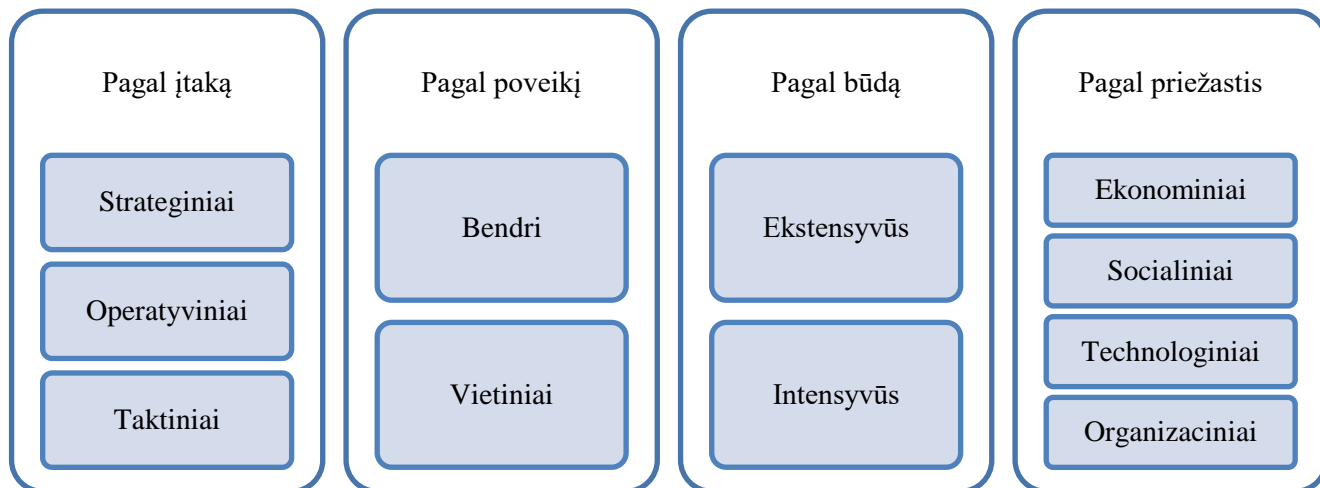 Pagal įtaką
Strateginiai
Operatyviniai
Taktiniai
Pagal poveikį
Bendri
Vietiniai
Pagal būdą
Ekstensyvūs
Intensyvūs
Pagal priežastis
Ekonominiai
Socialiniai
Technologiniai
Organizaciniai